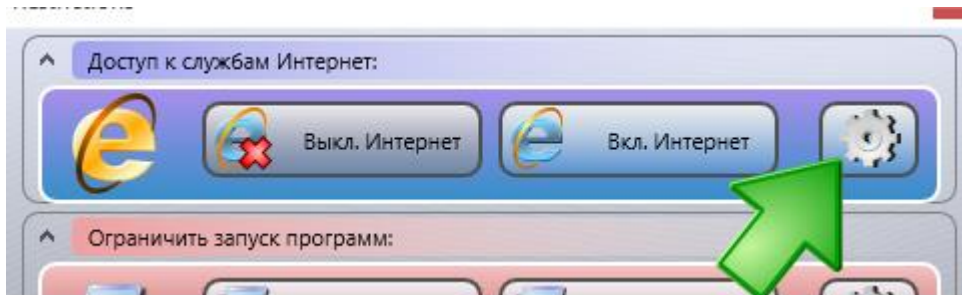 Доступ к службам Интернет:
Выкл. Интернет
Вкл. Интернет
Ограничить запуск программ: